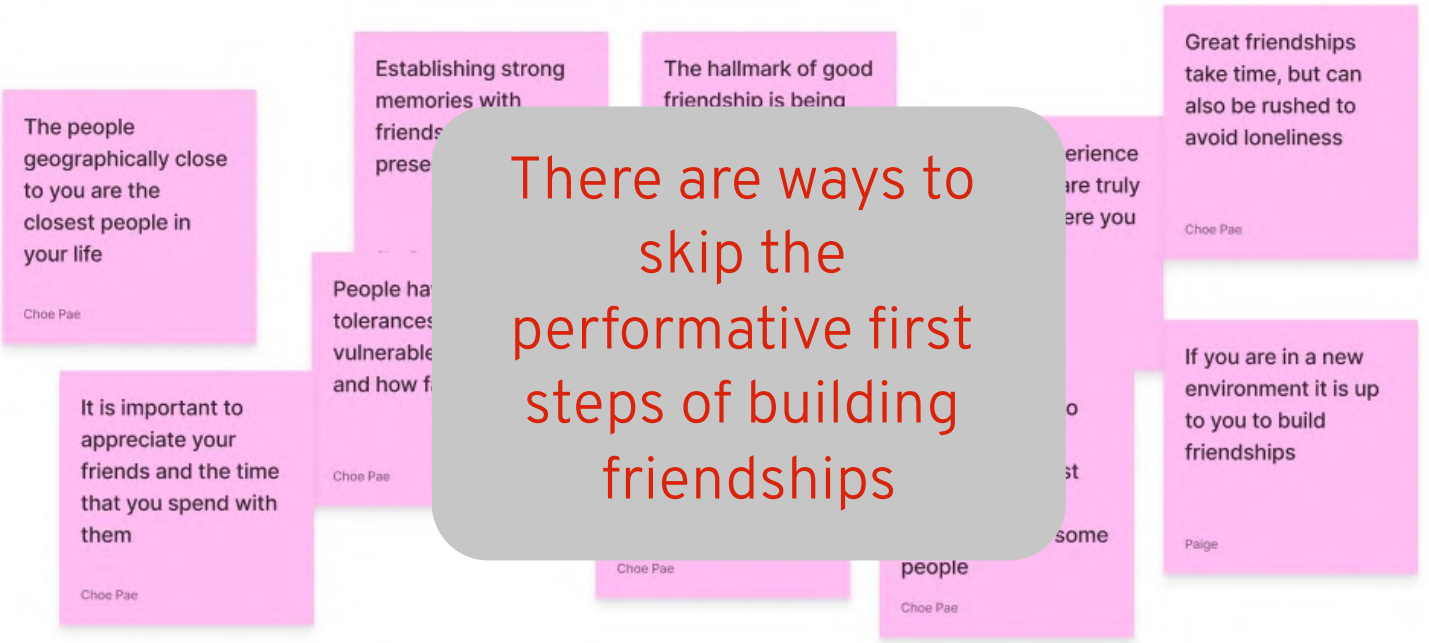 The people
geographically close
to you are the
closest people in
your life
Choe Pae
It is important to
appreciate your
friends and the time
that you spend with
them
Choe Pae
Establishing strong
memories with
friends
People
tolerances
vulnerable
and how
Choe Pae
The hallmark of good
friendship is being
There are ways to
skip the
performative first
steps of building
friendships
Choe Pae
are truly
you
some
people
Choe Pae
Great friendships
take time, but can
also be rushed to
avoid loneliness
Choe Pae
If you are in a new
environment it is up
to you to build
friendships
Paige